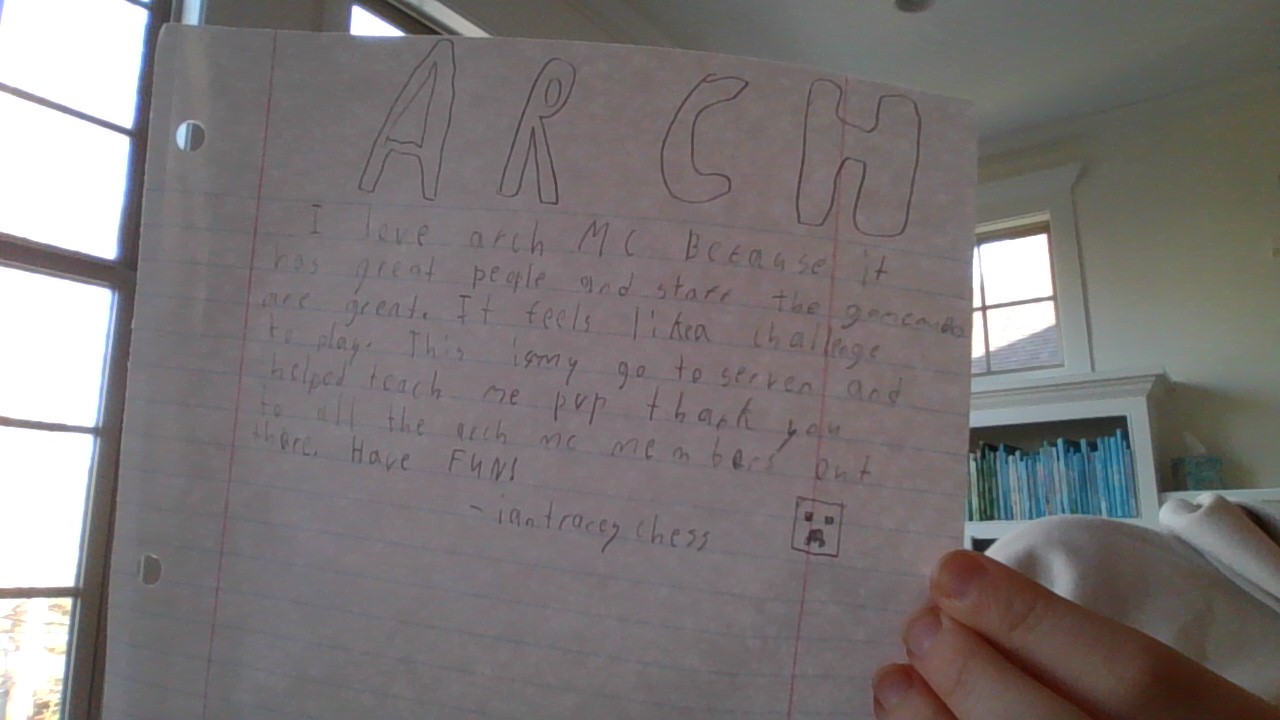 ARCH
I love arch MC Because it
has great people and staff the gamemodes
are great. It feels likea challenge
to play. This ismy go to server and
helped teach me pvp thank you
to all the arch mc members out
there. Have FUN!
- iantraceychess